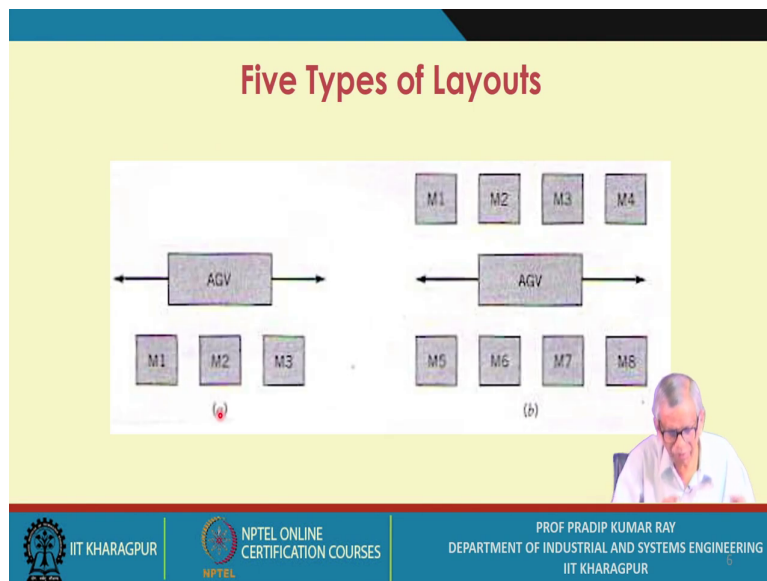 Five Types of Layouts
M1 M2 M3 M4
AGV
AGV
M1 M2 M3
M5 M6 M7 M8
(a)
(b)
IIT KHARAGPUR
NPTEL
NPTEL ONLINE
CERTIFICATION COURSES
PROF PRADIP KUMAR RAY
DEPARTMENT OF INDUSTRIAL AND SYSTEMS ENGINEERING
IIT KHARAGPUR
6